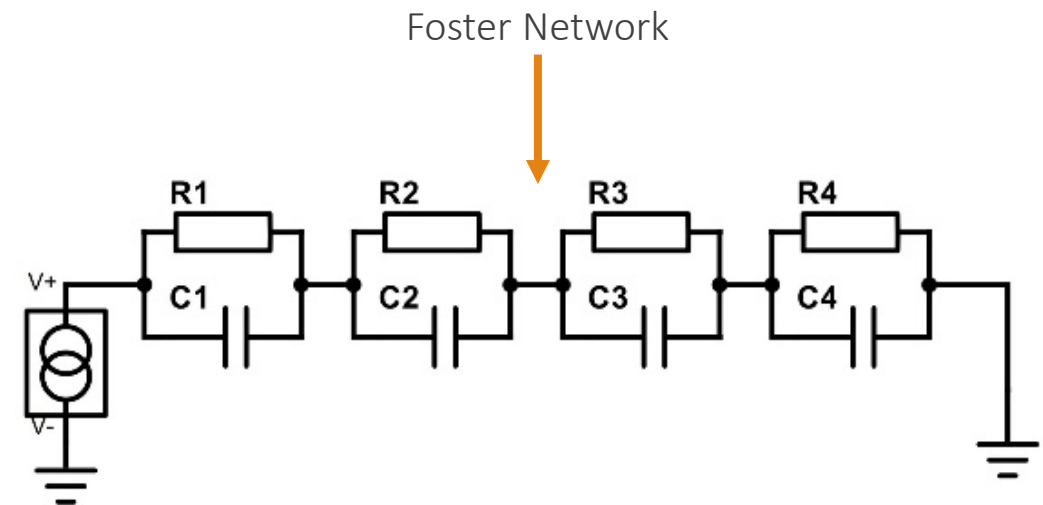 Foster Network
R1
R2
R3
R4
V+
C1
C2
C3
C4
V-